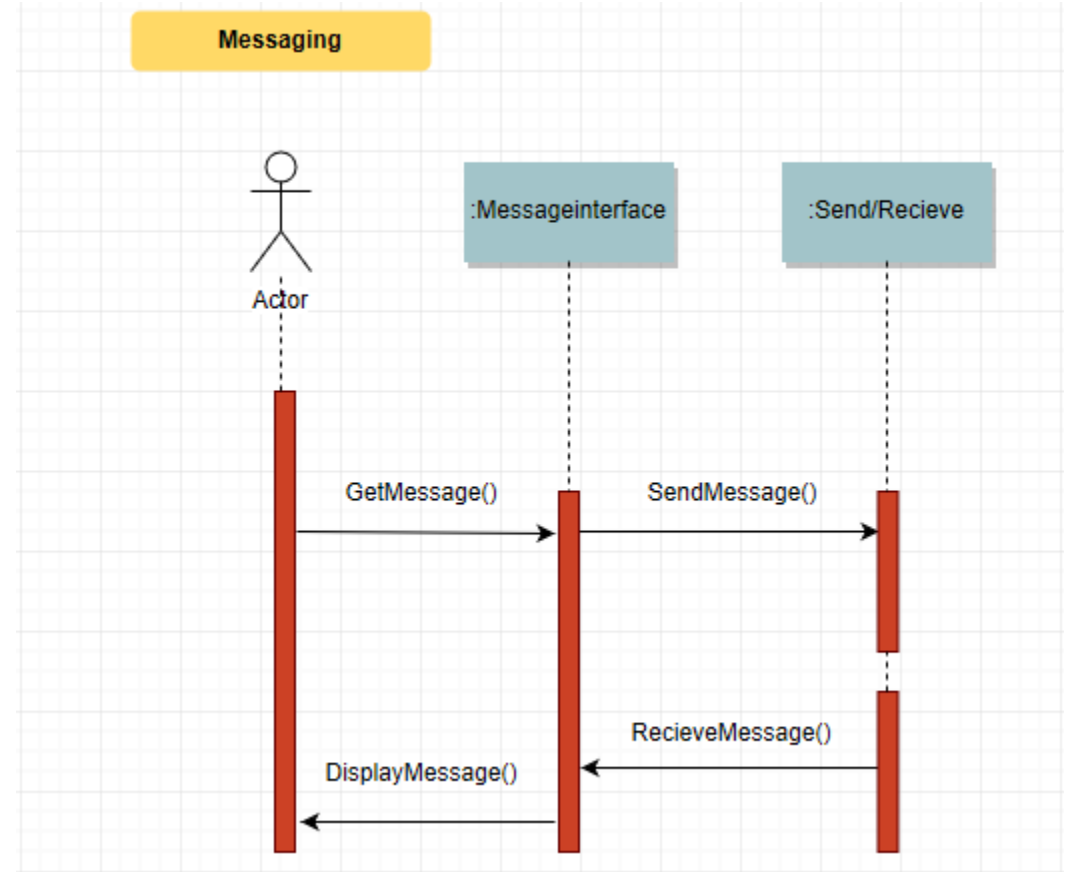 Messaging
:Messageinterface
:Send/Recieve
Actor
GetMessage()
SendMessage()
RecieveMessage()
DisplayMessage()